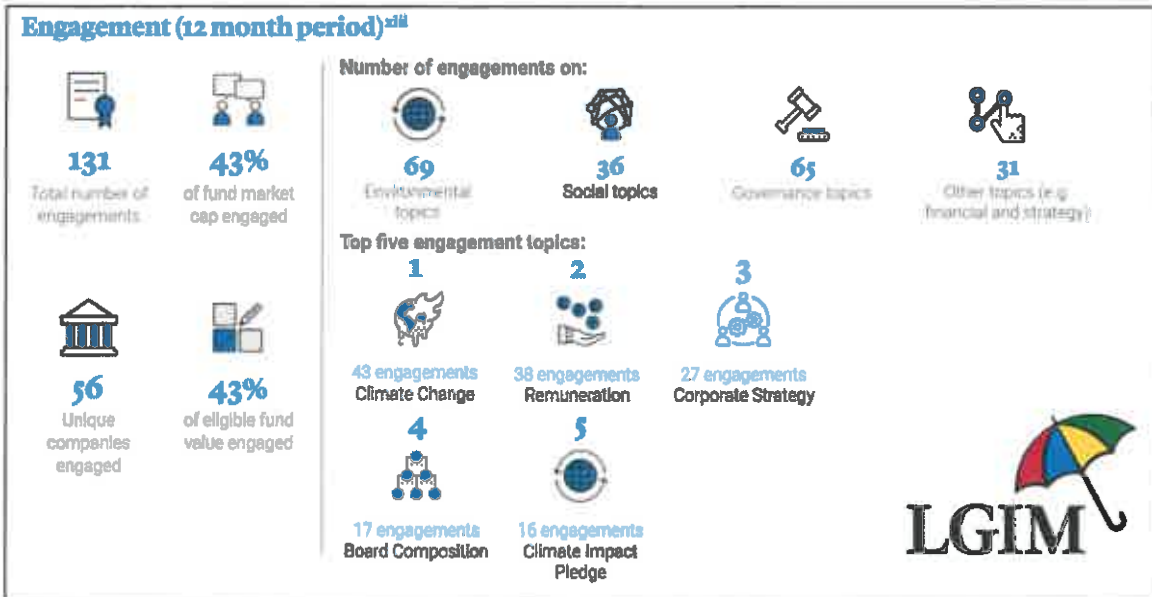 Engagement (12 month period)xiii
131
Total number of
engagements
43%
of fund market
cap engaged
56
Unique
companies
engaged
43%
of eligible fund
value engaged
Number of engagements on:
69
Environmental
topics
36
Social topics
65
Governance topics
31
Other topics (e.g.
financial and strategy)
Top five engagement topics:
1
43 engagements
Climate Change
2
38 engagements
Remuneration
3
27 engagements
Corporate Strategy
4
17 engagements
Board Composition
5
16 engagements
Climate Impact
Pledge
LGIM